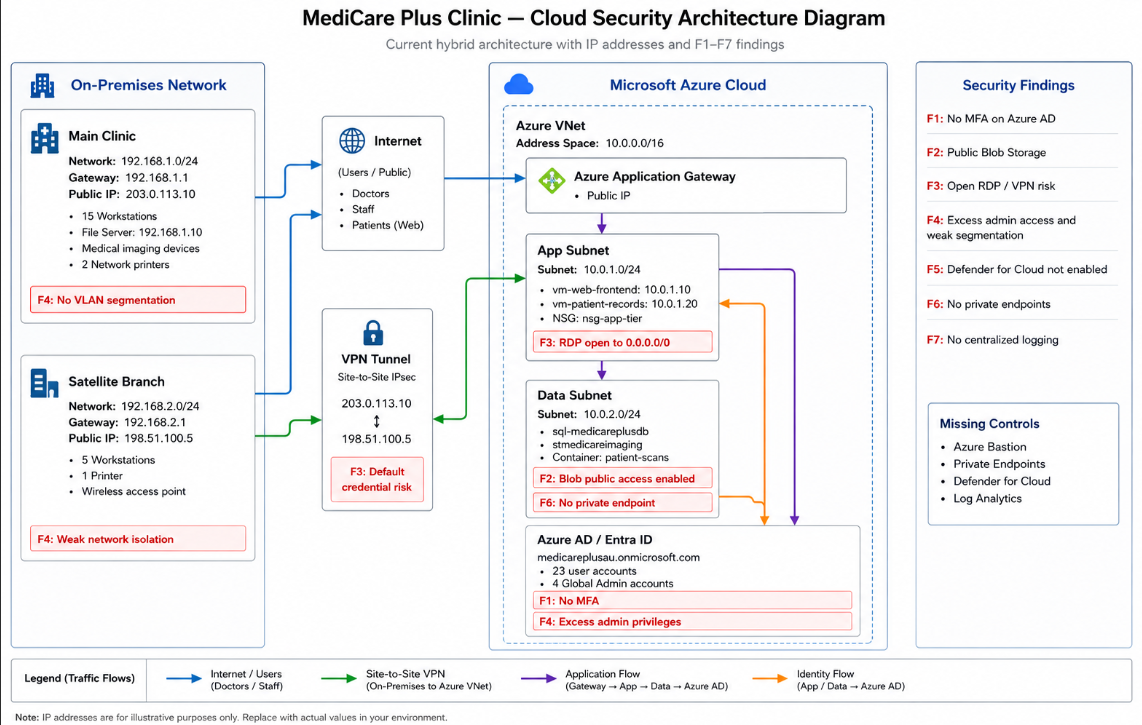 MediCare Plus Clinic — Cloud Security Architecture Diagram
Current hybrid architecture with IP addresses and F1–F7 findings
On-Premises Network
Main Clinic
Network: 192.168.1.0/24
Gateway: 192.168.1.1
Public IP: 203.0.113.10
• 15 Workstations
• File Server: 192.168.1.10
• Medical imaging devices
• 2 Network printers
F4: No VLAN segmentation
Satellite Branch
Network: 192.168.2.0/24
Gateway: 192.168.2.1
Public IP: 198.51.100.5
• 5 Workstations
• 1 Printer
• Wireless access point
F4: Weak network isolation
Internet
(Users / Public)
• Doctors
• Staff
• Patients (Web)
VPN Tunnel
Site-to-Site IPsec
203.0.113.10
↕
198.51.100.5
F3: Default
credential risk
Microsoft Azure Cloud
Azure VNet
Address Space: 10.0.0.0/16
Azure Application Gateway
• Public IP
App Subnet
Subnet: 10.0.1.0/24
• vm-web-frontend: 10.0.1.10
• vm-patient-records: 10.0.1.20
• NSG: nsg-app-tier
F3: RDP open to 0.0.0.0/0
Data Subnet
Subnet: 10.0.2.0/24
• sql-medicareplusdb
• stmedicareimaging
• Container: patient-scans
F2: Blob public access enabled
F6: No private endpoint
Azure AD / Entra ID
medicareplusau.onmicrosoft.com
• 23 user accounts
• 4 Global Admin accounts
F1: No MFA
F4: Excess admin privileges
Security Findings
F1: No MFA on Azure AD
F2: Public Blob Storage
F3: Open RDP / VPN risk
F4: Excess admin access and
weak segmentation
F5: Defender for Cloud not enabled
F6: No private endpoints
F7: No centralized logging
Missing Controls
• Azure Bastion
• Private Endpoints
• Defender for Cloud
• Log Analytics
Legend (Traffic Flows)
Internet / Users
(Doctors / Staff)
Site-to-Site VPN
(On-Premises to Azure VNet)
Application Flow
(Gateway → App → Data → Azure AD)
Identity Flow
(App / Data → Azure AD)
Note: IP addresses are for illustrative purposes only. Replace with actual values in your environment.